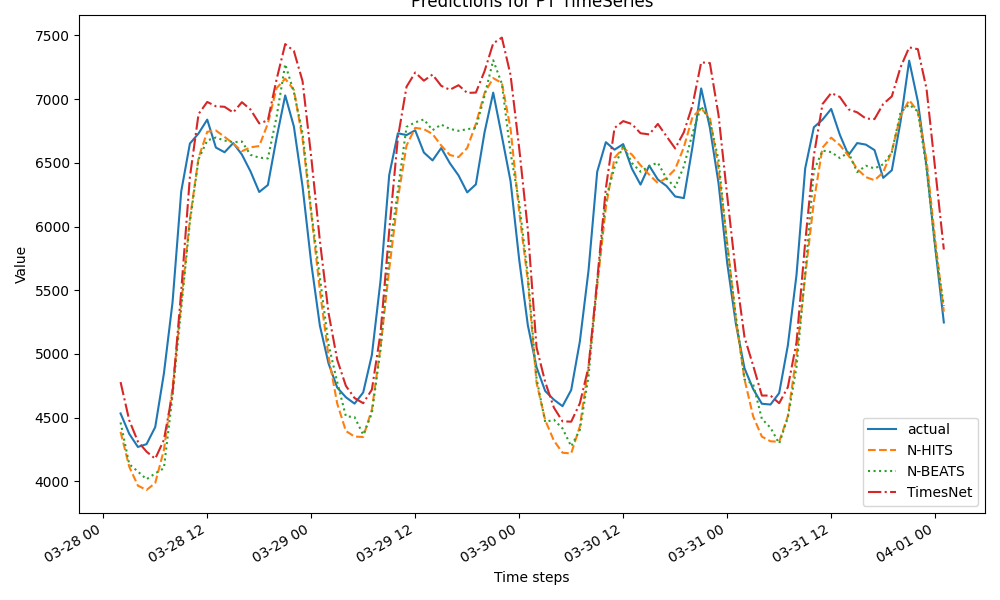 Predictions for PT TimeSeries
7500
7000
6500
6000
5500
5000
4500
4000
Value
03-28 00
03-28 12
03-29 00
03-29 12
03-30 00
03-30 12
03-31 00
03-31 12
04-01 00
Time steps
actual
N-HITS
N-BEATS
TimesNet